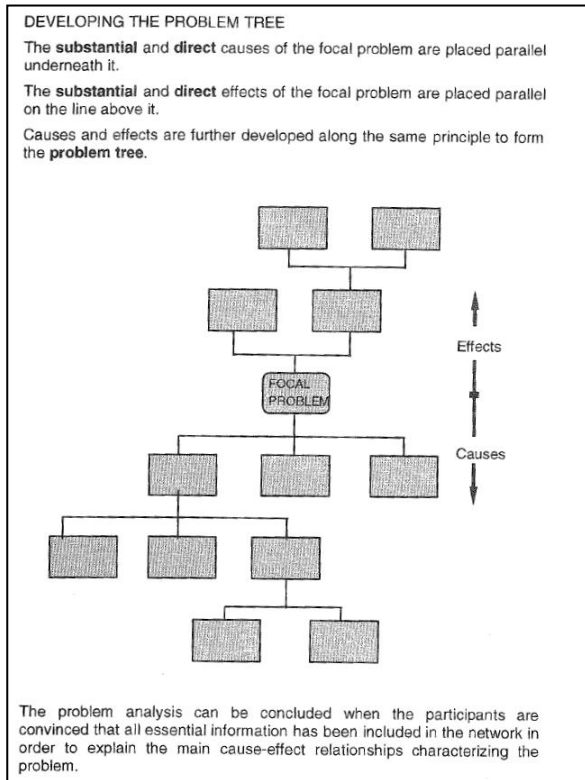 DEVELOPING THE PROBLEM TREE
The substantial and direct causes of the focal problem are placed parallel
underneath it.
The substantial and direct effects of the focal problem are placed parallel
on the line above it.
Causes and effects are further developed along the same principle to form
the problem tree.
Effects
FOCAL
PROBLEM
Causes
The problem analysis can be concluded when the participants are
convinced that all essential information has been included in the network in
order to explain the main cause-effect relationships characterizing the
problem.